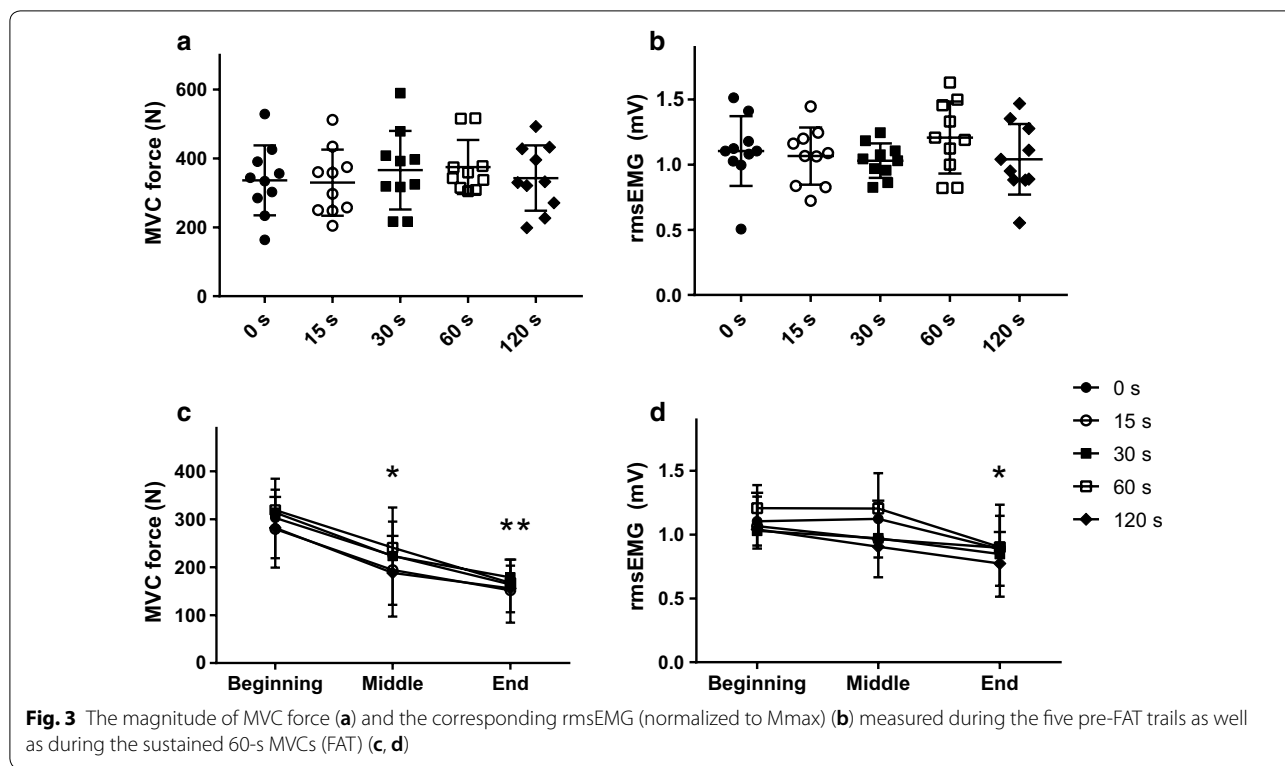 a
b
MVC force (N)
600
400
200
0
0 s
15 s
30 s
60 s
120 s
rmsEMG (mV)
1.5
1.0
0.5
0.0
0 s
15 s
30 s
60 s
120 s
c
d
MVC force (N)
400
300
200
100
0
*
**
Beginning
Middle
End
rmsEMG (mV)
1.5
1.0
0.5
0.0
*
Beginning
Middle
End
0 s
15 s
30 s
60 s
120 s
Fig. 3 The magnitude of MVC force (a) and the corresponding rmsEMG (normalized to Mmax) (b) measured during the five pre-FAT trails as well
as during the sustained 60-s MVCs (FAT) (c, d)